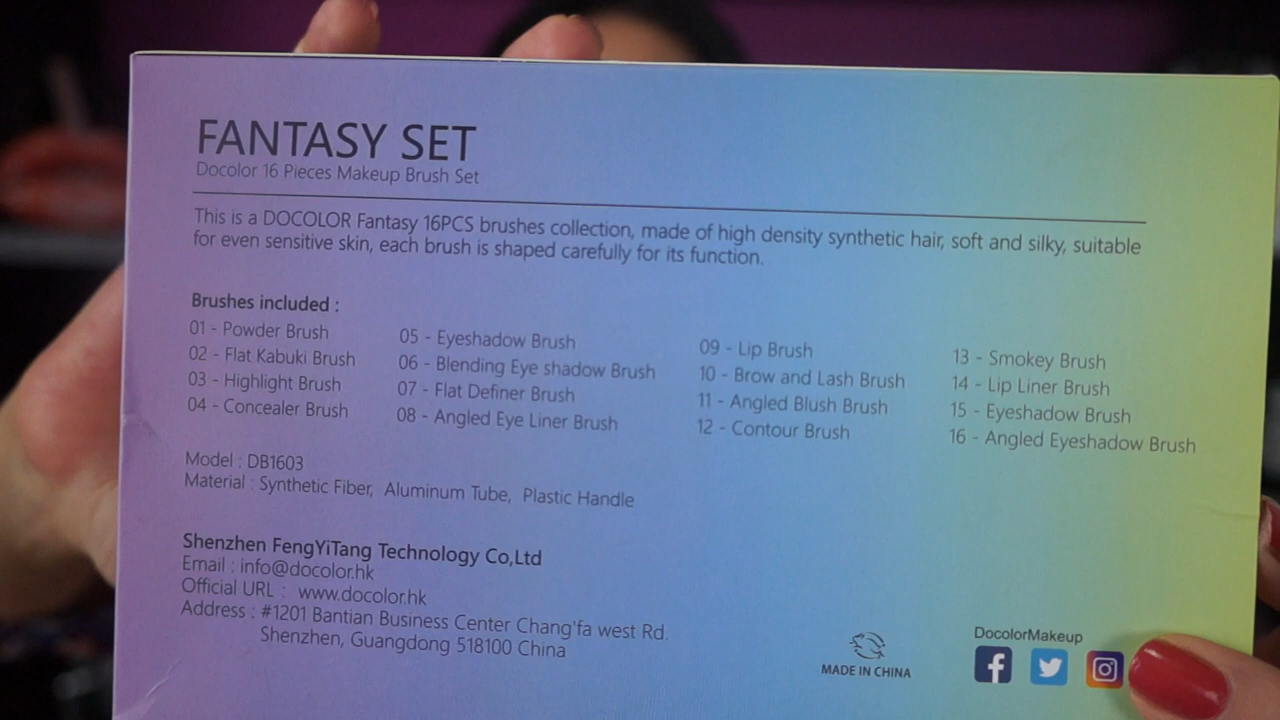 FANTASY SET
Docolor 16 Pieces Makeup Brush Set
This is a DOCOLOR Fantasy 16PCS brushes collection, made of high density synthetic hair, soft and silky, suitable
for even sensitive skin, each brush is shaped carefully for its function.
Brushes included :
01 - Powder Brush
02 - Flat Kabuki Brush
03 - Highlight Brush
04 - Concealer Brush
05 - Eyeshadow Brush
06 - Blending Eye shadow Brush
07 - Flat Definer Brush
08 - Angled Eye Liner Brush
09 - Lip Brush
10 - Brow and Lash Brush
11 - Angled Blush Brush
12 - Contour Brush
13 - Smokey Brush
14 - Lip Liner Brush
15 - Eyeshadow Brush
16 - Angled Eyeshadow Brush
Model : DB1603
Material : Synthetic Fiber, Aluminum Tube, Plastic Handle
Shenzhen FengYiTang Technology Co,Ltd
Email : info@docolor.hk
Official URL : www.docolor.hk
Address : #1201 Bantian Business Center Chang'fa west Rd.
Shenzhen, Guangdong 518100 China
MADE IN CHINA
DocolorMakeup